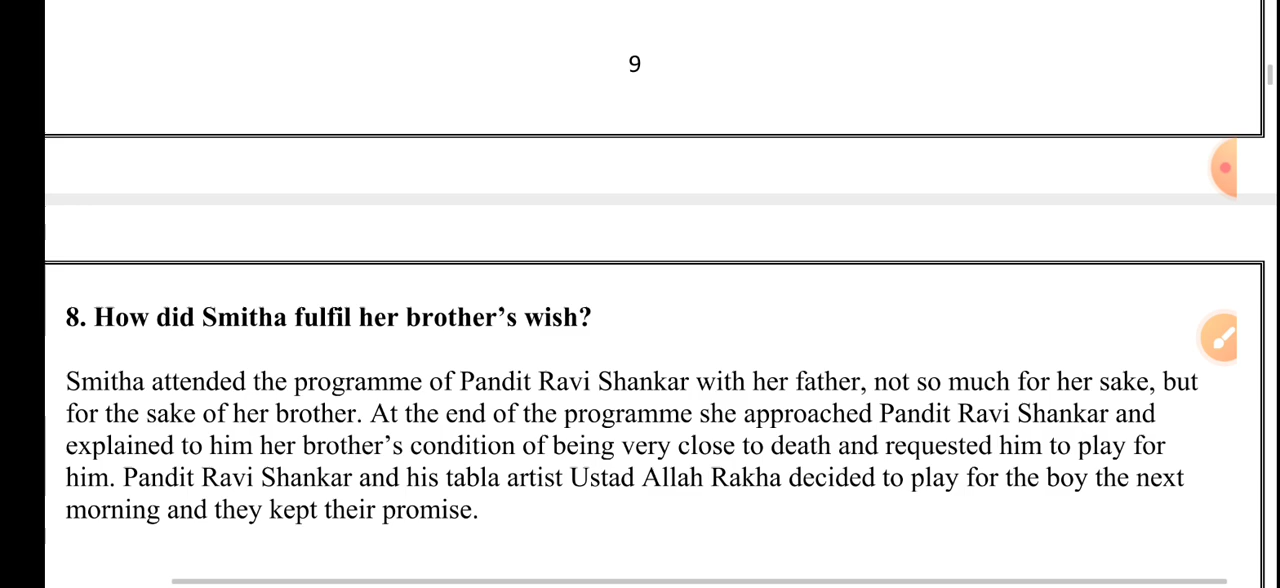 9
8. How did Smitha fulfil her brother’s wish?
Smitha attended the programme of Pandit Ravi Shankar with her father, not so much for her sake, but
for the sake of her brother. At the end of the programme she approached Pandit Ravi Shankar and
explained to him her brother’s condition of being very close to death and requested him to play for
him. Pandit Ravi Shankar and his tabla artist Ustad Allah Rakha decided to play for the boy the next
morning and they kept their promise.